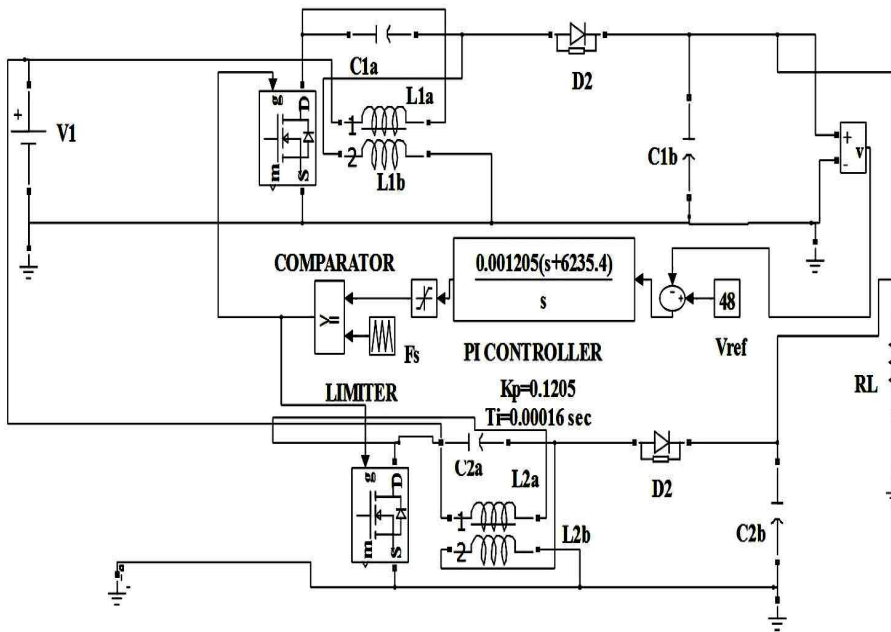 C1a
D2
g
D
L1a
+
V1
1
C1b
+
v
-
2
m
S
L1b
COMPARATOR
0.001205(s+6235.4)
s
-
+
48
Fs
PI CONTROLLER
Vref
Kp=0.1205
RL
LIMITER
Ti=0.00016 sec
C2a
g
D
L2a
D2
1
L2b
C2b
2
m
S